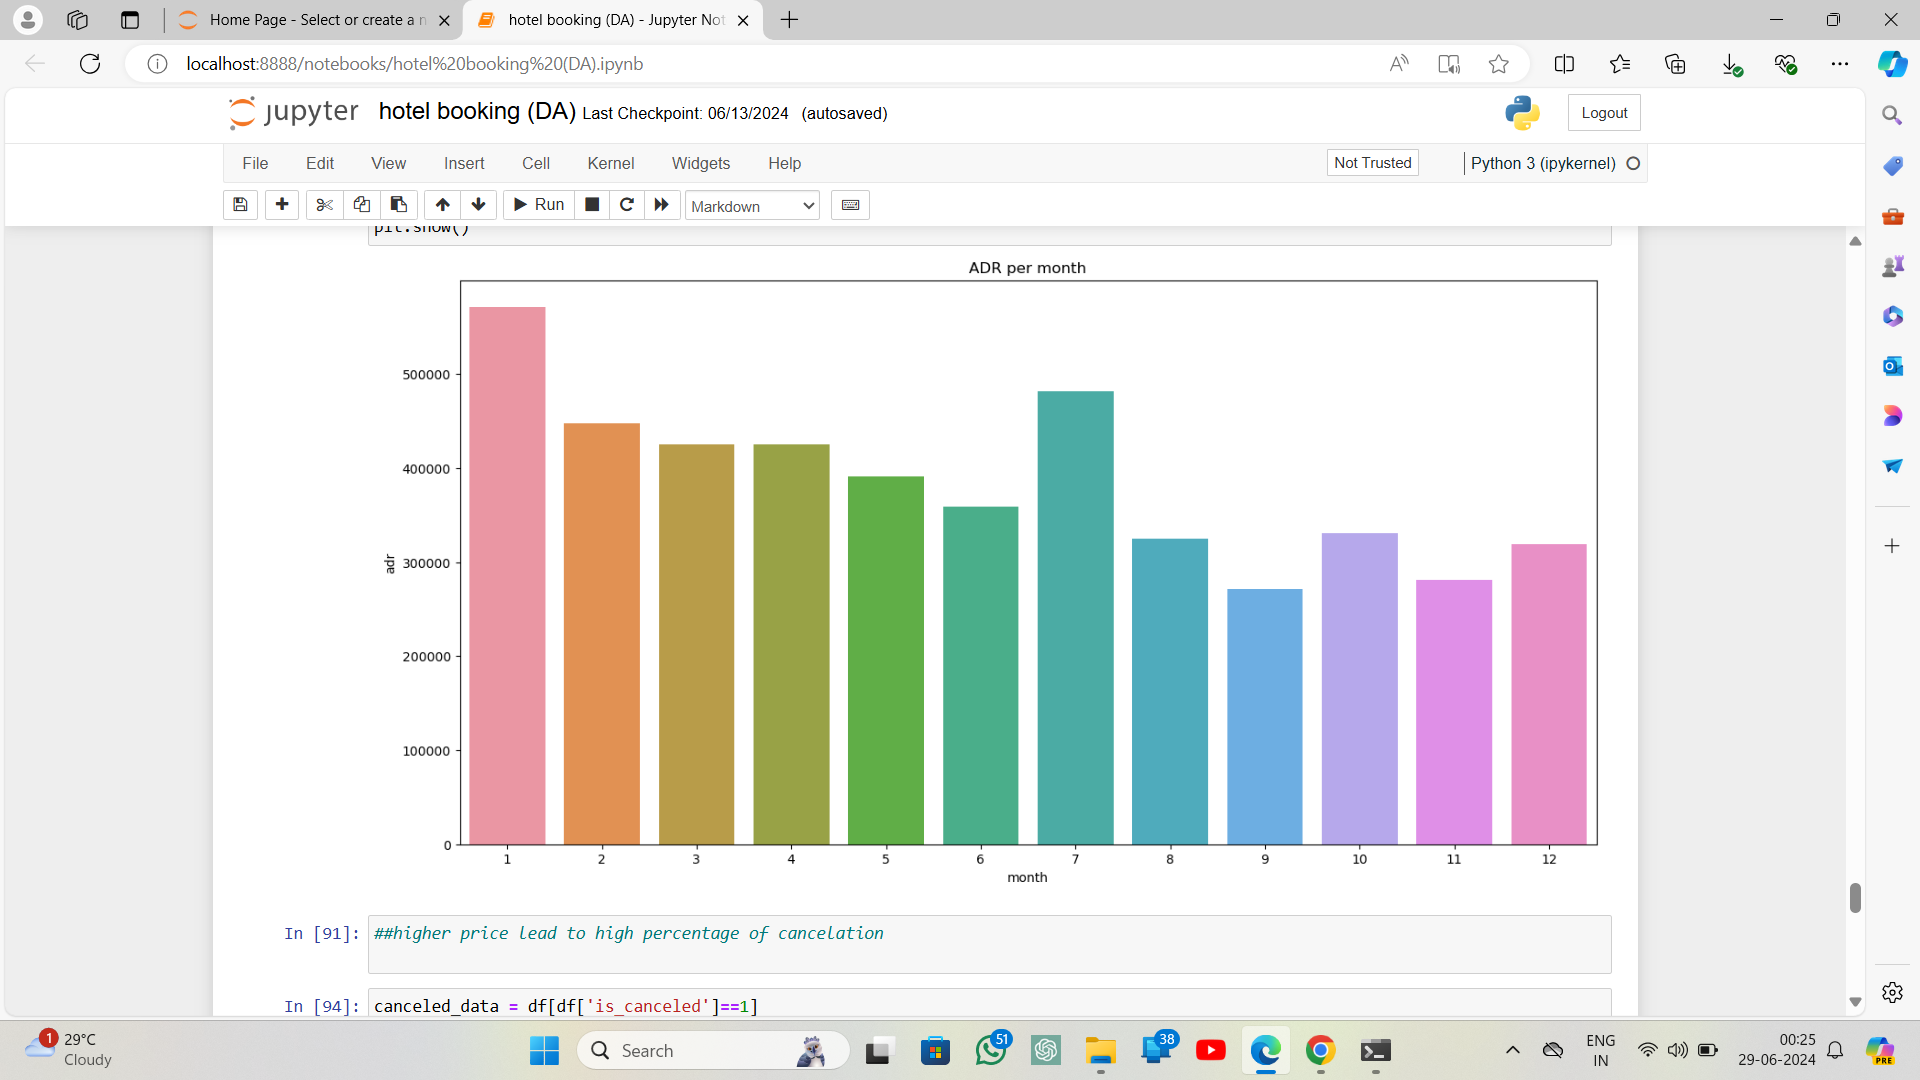 Home Page - Select or create a n
hotel booking (DA) - Jupyter Not
localhost:8888/notebooks/hotel%20booking%20(DA).ipynb
jupyter hotel booking (DA) Last Checkpoint: 06/13/2024 (autosaved)
Logout
File Edit View Insert Cell Kernel Widgets Help
Not Trusted
Python 3 (ipykernel)
Run
Markdown
plt.show()
ADR per month
500000
400000
300000
200000
100000
0
adr
1 2 3 4 5 6 7 8 9 10 11 12
month
In [91]: ##higher price lead to high percentage of cancelation
In [94]: canceled_data = df[df['is_canceled']==1]
1
29°C
Cloudy
Search
51
38
ENG
IN
00:25
29-06-2024
PRE